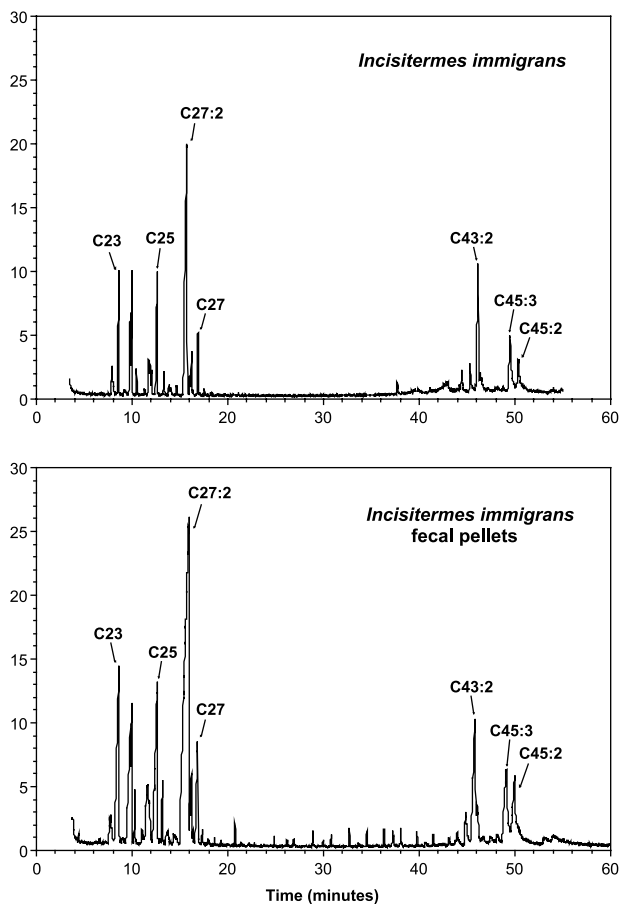 30
25
20
15
10
5
0
Incisitermes immigrans
C27:2
C23
C25
C27
C43:2
C45:3
C45:2
0 10 20 30 40 50 60
30
25
20
15
10
5
0
C27:2
Incisitermes immigrans
fecal pellets
C23
C25
C27
C43:2
C45:3
C45:2
0 10 20 30 40 50 60
Time (minutes)